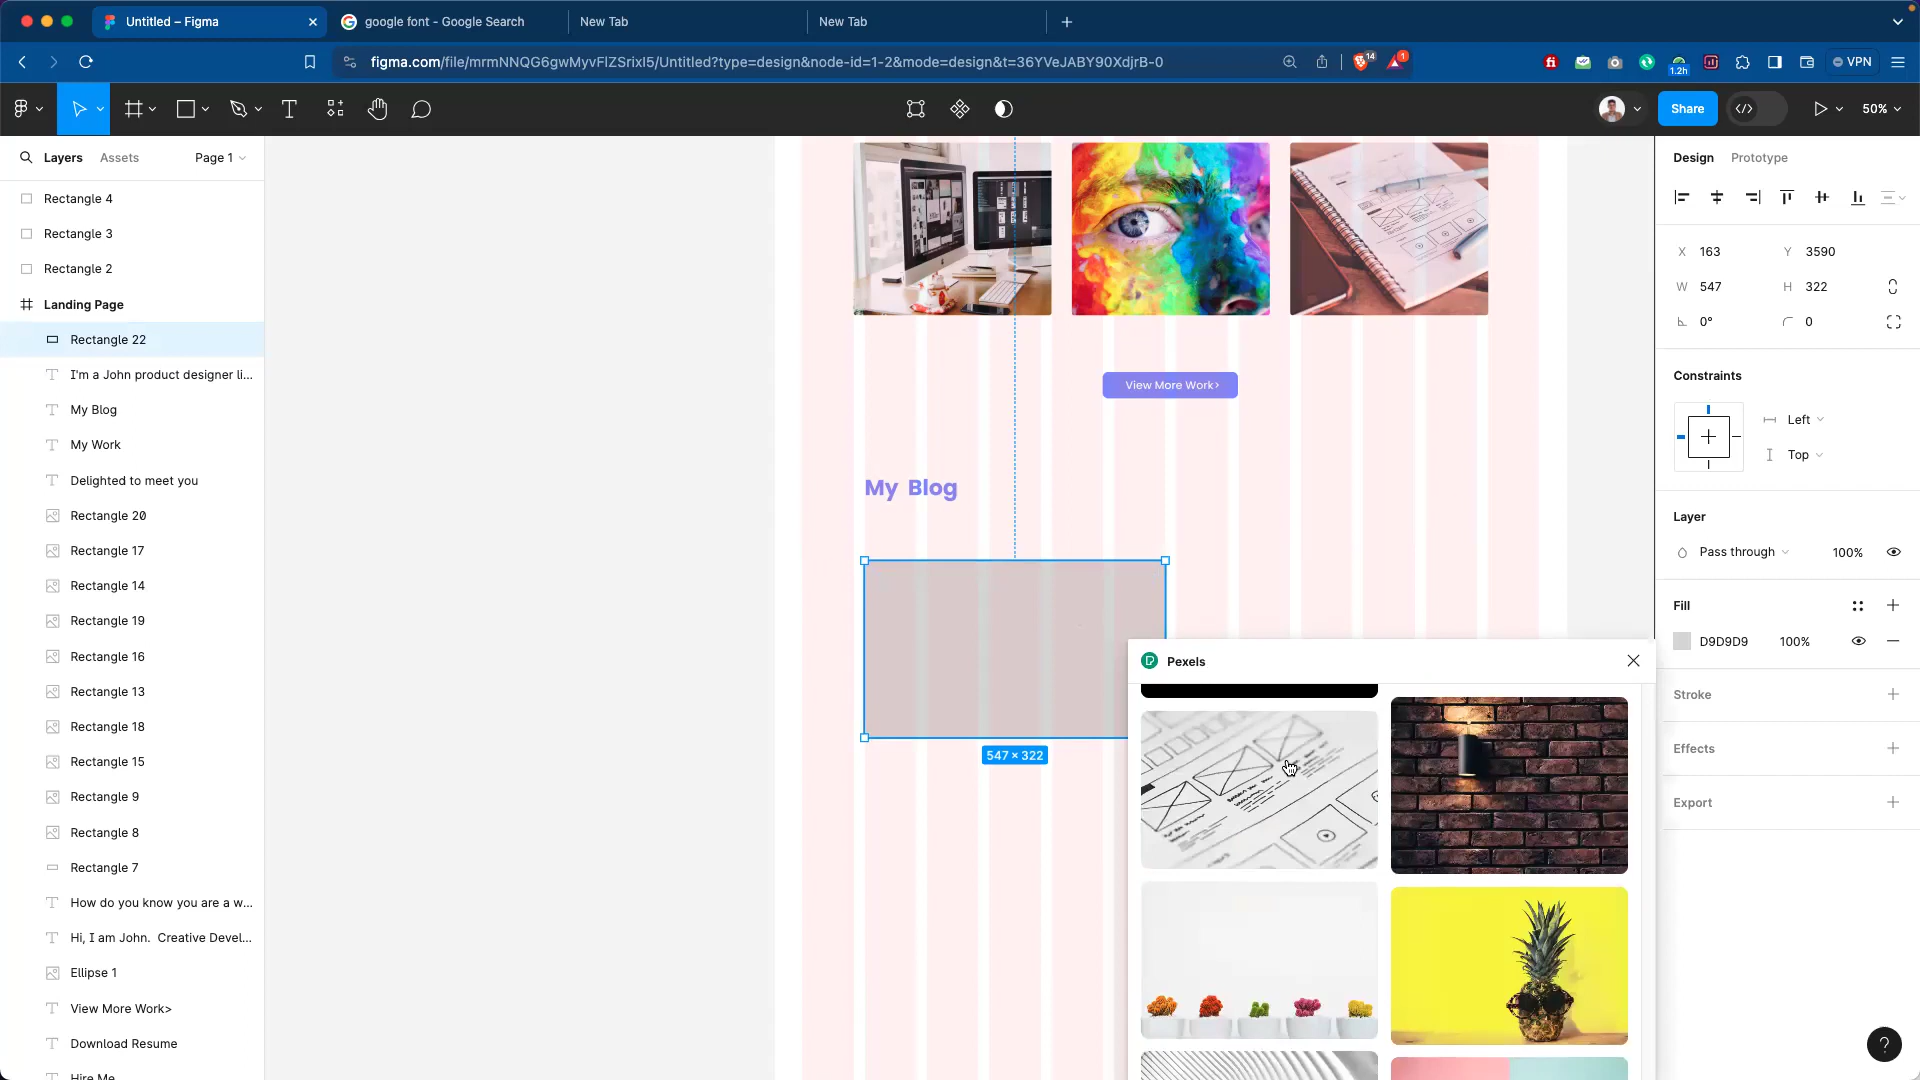 Untitled – Figma
google font - Google Search
New Tab
New Tab
figma.com/file/mrmNNQG6gwMyvFlZSrixl5/Untitled?type=design&node-id=1-2&mode=design&t=36YVeJABY90XdjrB-0
14
1
1.2h
VPN
Share
50%
Layers
Assets
Page 1
Rectangle 4
Rectangle 3
Rectangle 2
Landing Page
Rectangle 22
I'm a John product designer li...
My Blog
My Work
Delighted to meet you
Rectangle 20
Rectangle 17
Rectangle 14
Rectangle 19
Rectangle 16
Rectangle 13
Rectangle 18
Rectangle 15
Rectangle 9
Rectangle 8
Rectangle 7
How do you know you are a w...
Hi, I am John.  Creative Devel...
Ellipse 1
View More Work>
Download Resume
Hire Me
View More Work>
My Blog
547 × 322
Pexels
Design
Prototype
X 163
Y 3590
W 547
H 322
0°
0
Constraints
Left
Top
Layer
Pass through
100%
Fill
D9D9D9
100%
Stroke
Effects
Export
?